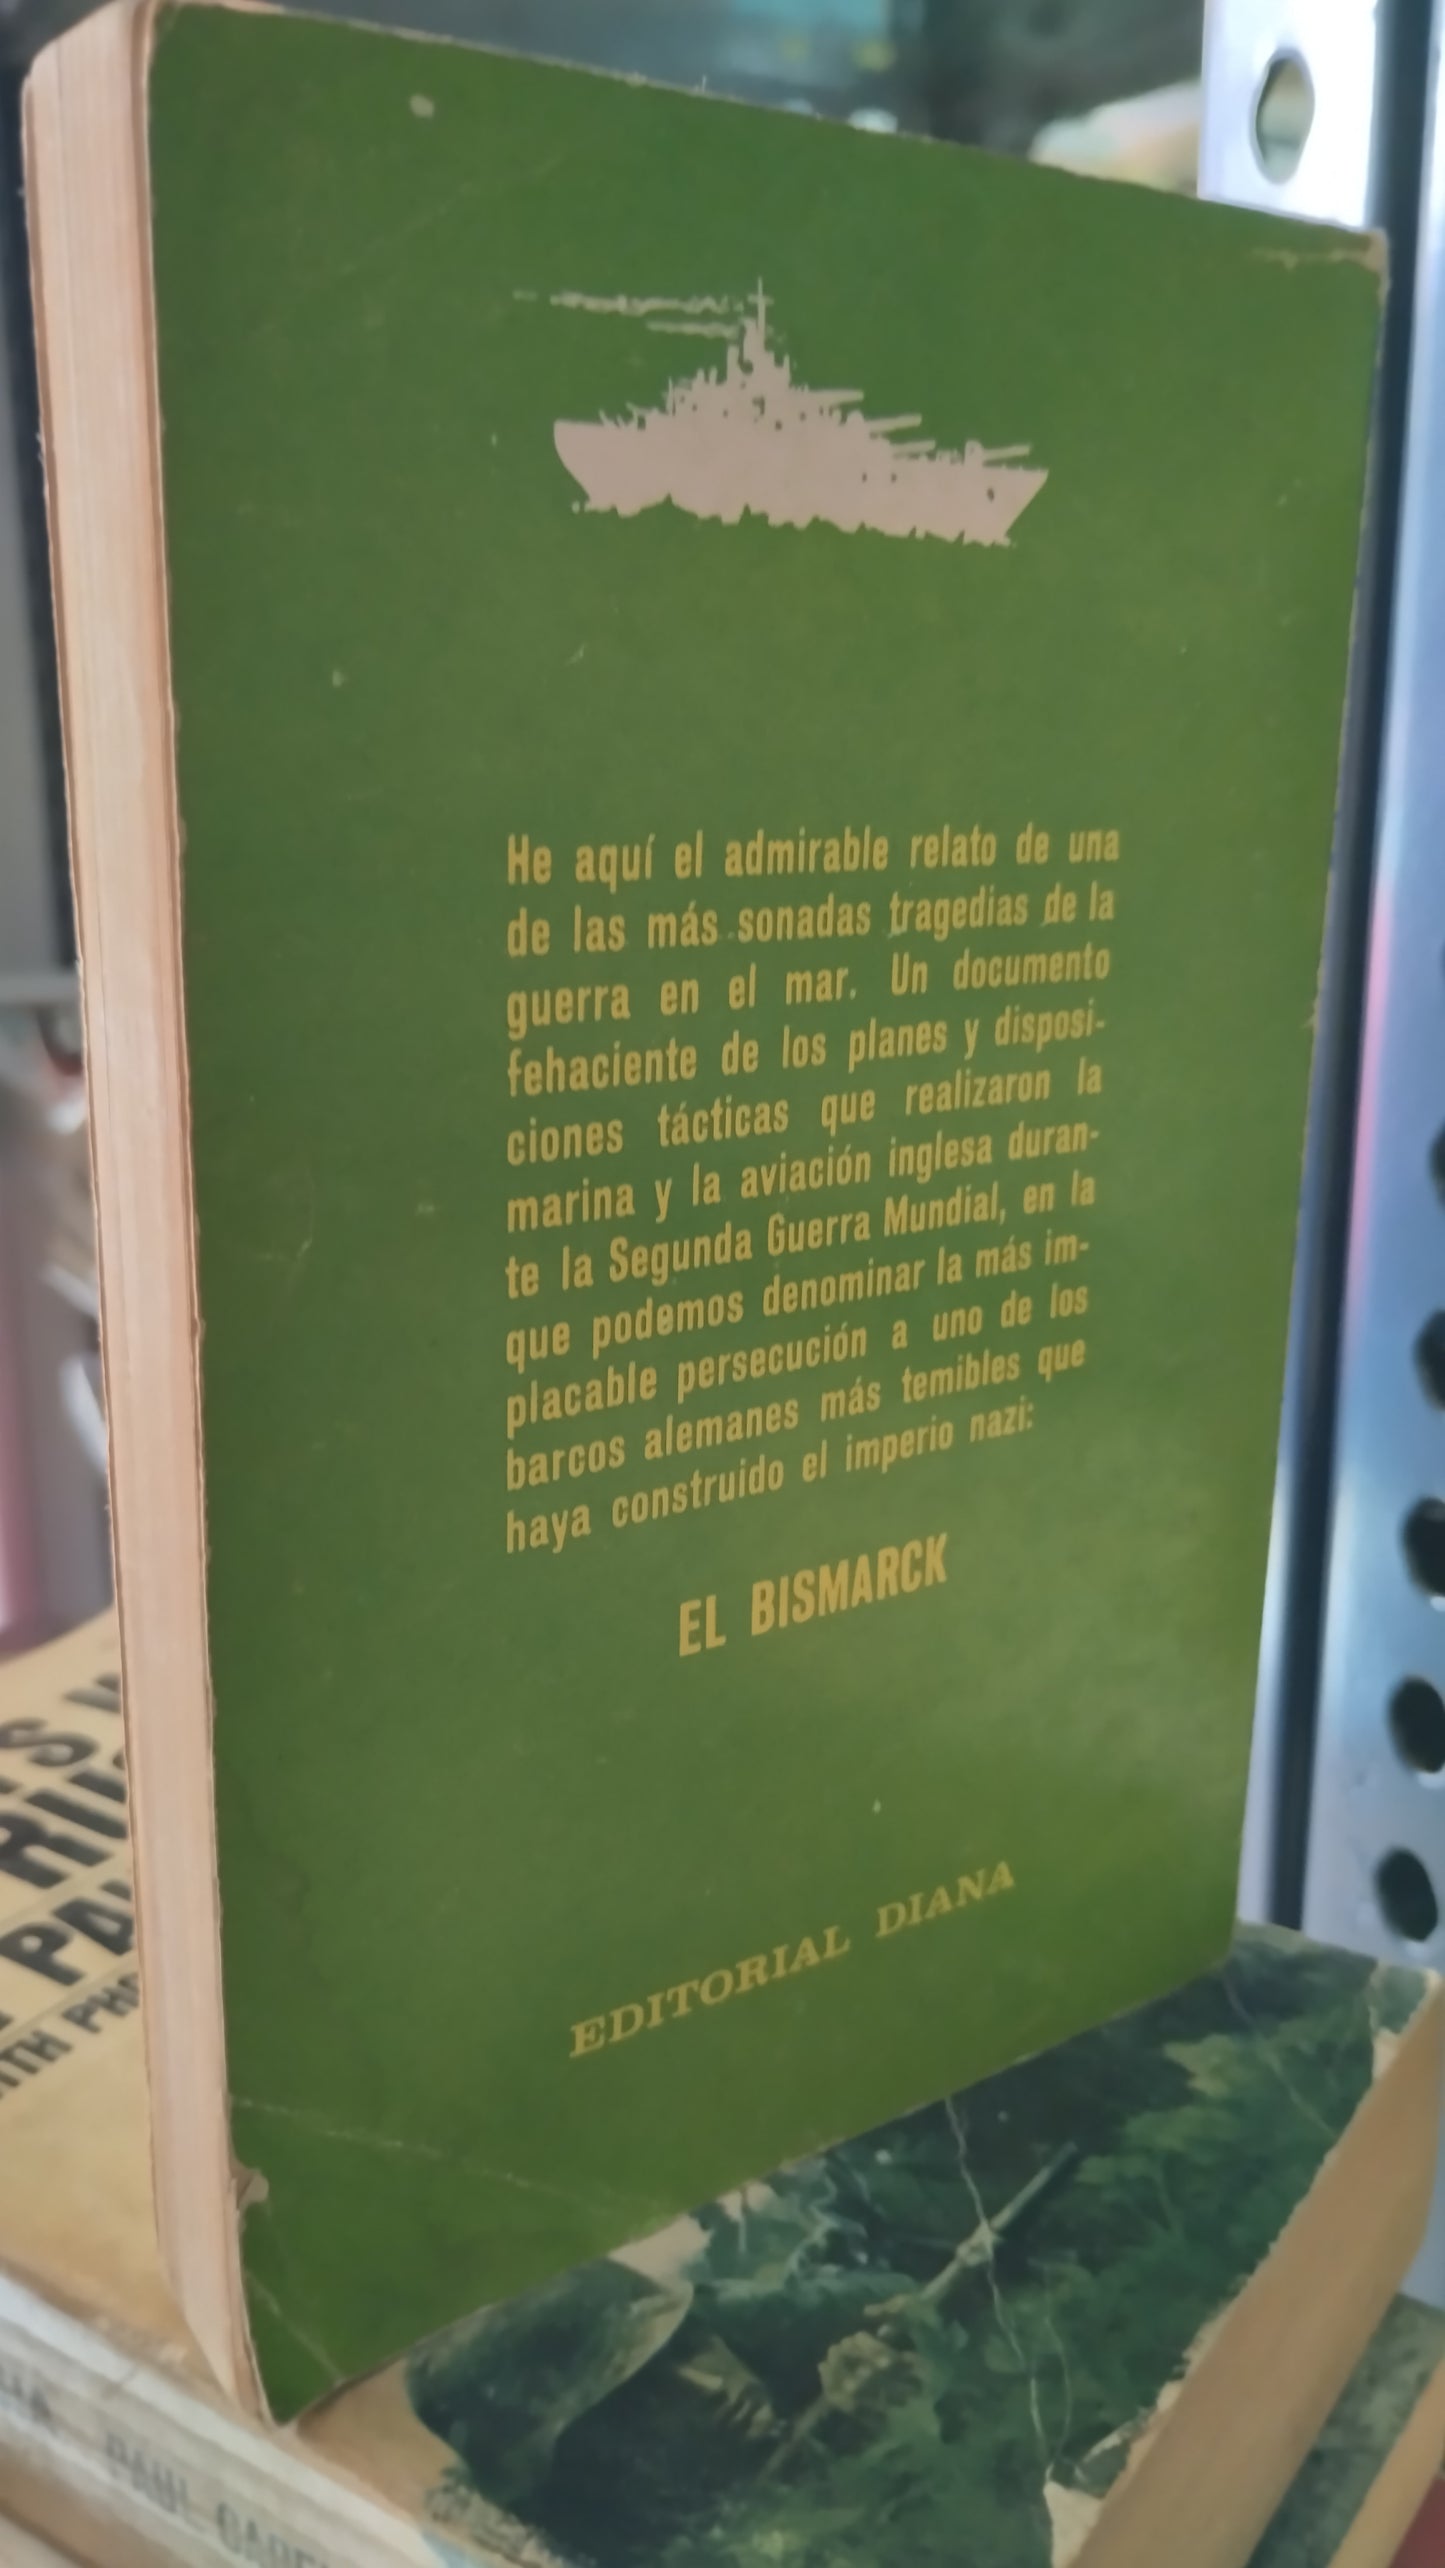 He aquí el admirable relato de una
de las más sonadas tragedias de la
guerra en el mar. Un documento
fehaciente de los planes y disposi-
ciones tácticas que realizaron la
marina y la aviación inglesa duran-
te la Segunda Guerra Mundial, en la
que podemos denominar la más im-
placable persecución a uno de los
barcos alemanes más temibles que
haya construido el imperio nazi:
EL BISMARCK
EDITORIAL DIANA